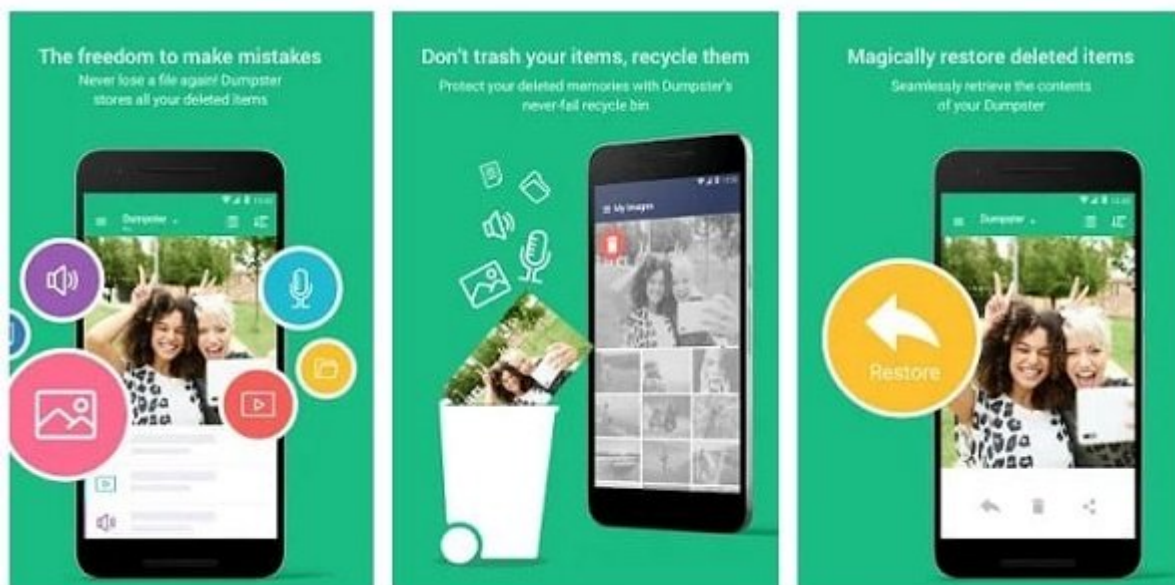 The freedom to make mistakes
Never lose a file again! Dumpster
stores all your deleted items
Dumpster
Don't trash your items, recycle them
Protect your deleted memories with Dumpster's
never-fail recycle bin
My Images
Magically restore deleted items
Seamlessly retrieve the contents
of your Dumpster
Dumpster
Restore